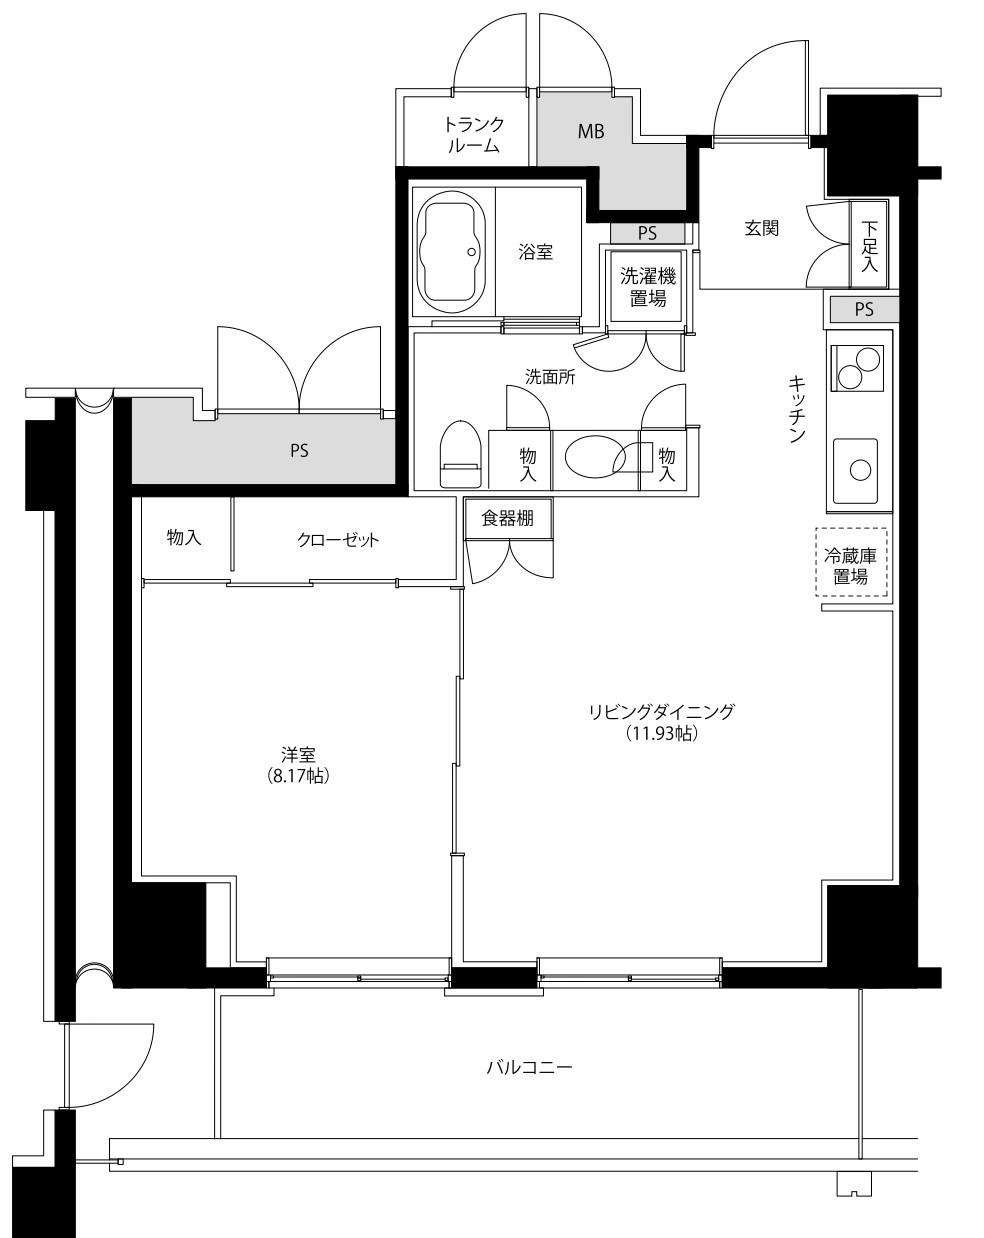 トランク
ルーム
MB
玄関
下足入
PS
浴室
洗濯機
置場
PS
洗面所
キッチン
PS
物入
物入
食器棚
物入
クローゼット
冷蔵庫
置場
リビングダイニング
(11.93帖)
洋室
(8.17帖)
バルコニー